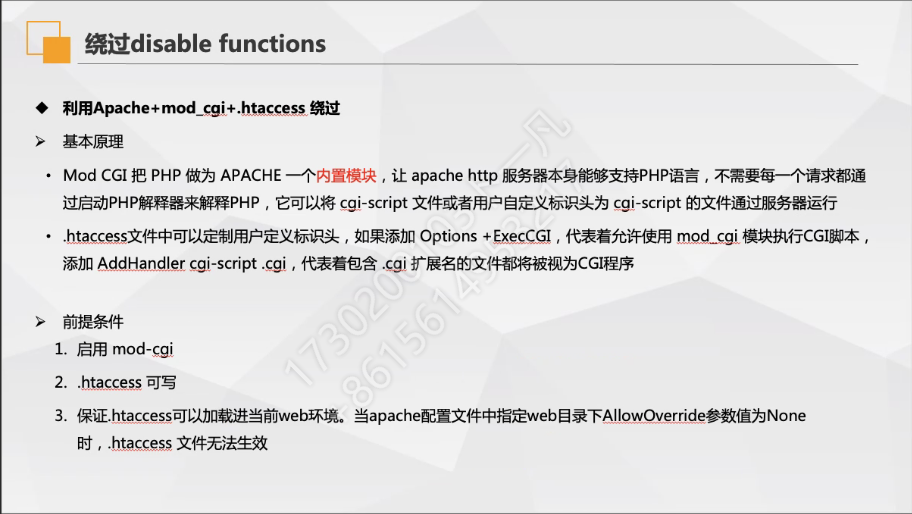 绕过disable functions
◆ 利用Apache+mod_cgi+.htaccess 绕过
➢ 基本原理
• Mod CGI 把 PHP 做为 APACHE 一个内置模块，让 apache http 服务器本身能够支持PHP语言，不需要每一个请求都通
过启动PHP解释器来解释PHP，它可以将 cgi-script 文件或者用户自定义标识头为 cgi-script 的文件通过服务器运行
• .htaccess文件中可以定制用户定义标识头，如果添加 Options +ExecCGI，代表着允许使用 mod_cgi 模块执行CGI脚本，
添加 AddHandler cgi-script .cgi，代表着包含 .cgi 扩展名的文件都将被视为CGI程序
➢ 前提条件
1. 启用 mod-cgi
2. .htaccess 可写
3. 保证.htaccess可以加载进当前web环境。当apache配置文件中指定web目录下AllowOverride参数值为None
时，.htaccess 文件无法生效